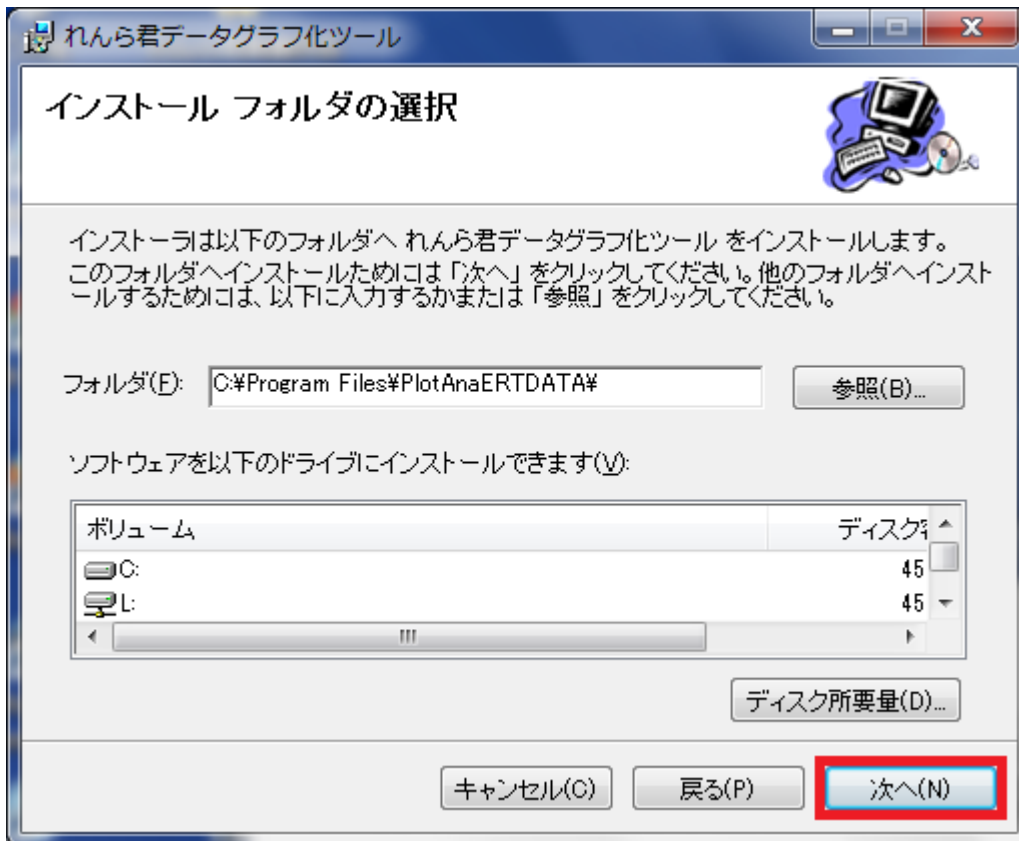 れんら君データグラフ化ツール
インストール フォルダの選択
インストーラは以下のフォルダへ れんら君データグラフ化ツール をインストールします。
このフォルダへインストールためには「次へ」をクリックしてください。他のフォルダへインスト
ールするためには、以下に入力するかまたは「参照」をクリックしてください。
フォルダ(F): C:¥Program Files¥PlotAnaERTDATA¥ 参照(B)...
ソフトウェアを以下のドライブにインストールできます(V):
ボリューム ディスク
C: 45
L: 45
ディスク所要量(D)...
キャンセル(C) 戻る(P) 次へ(N)